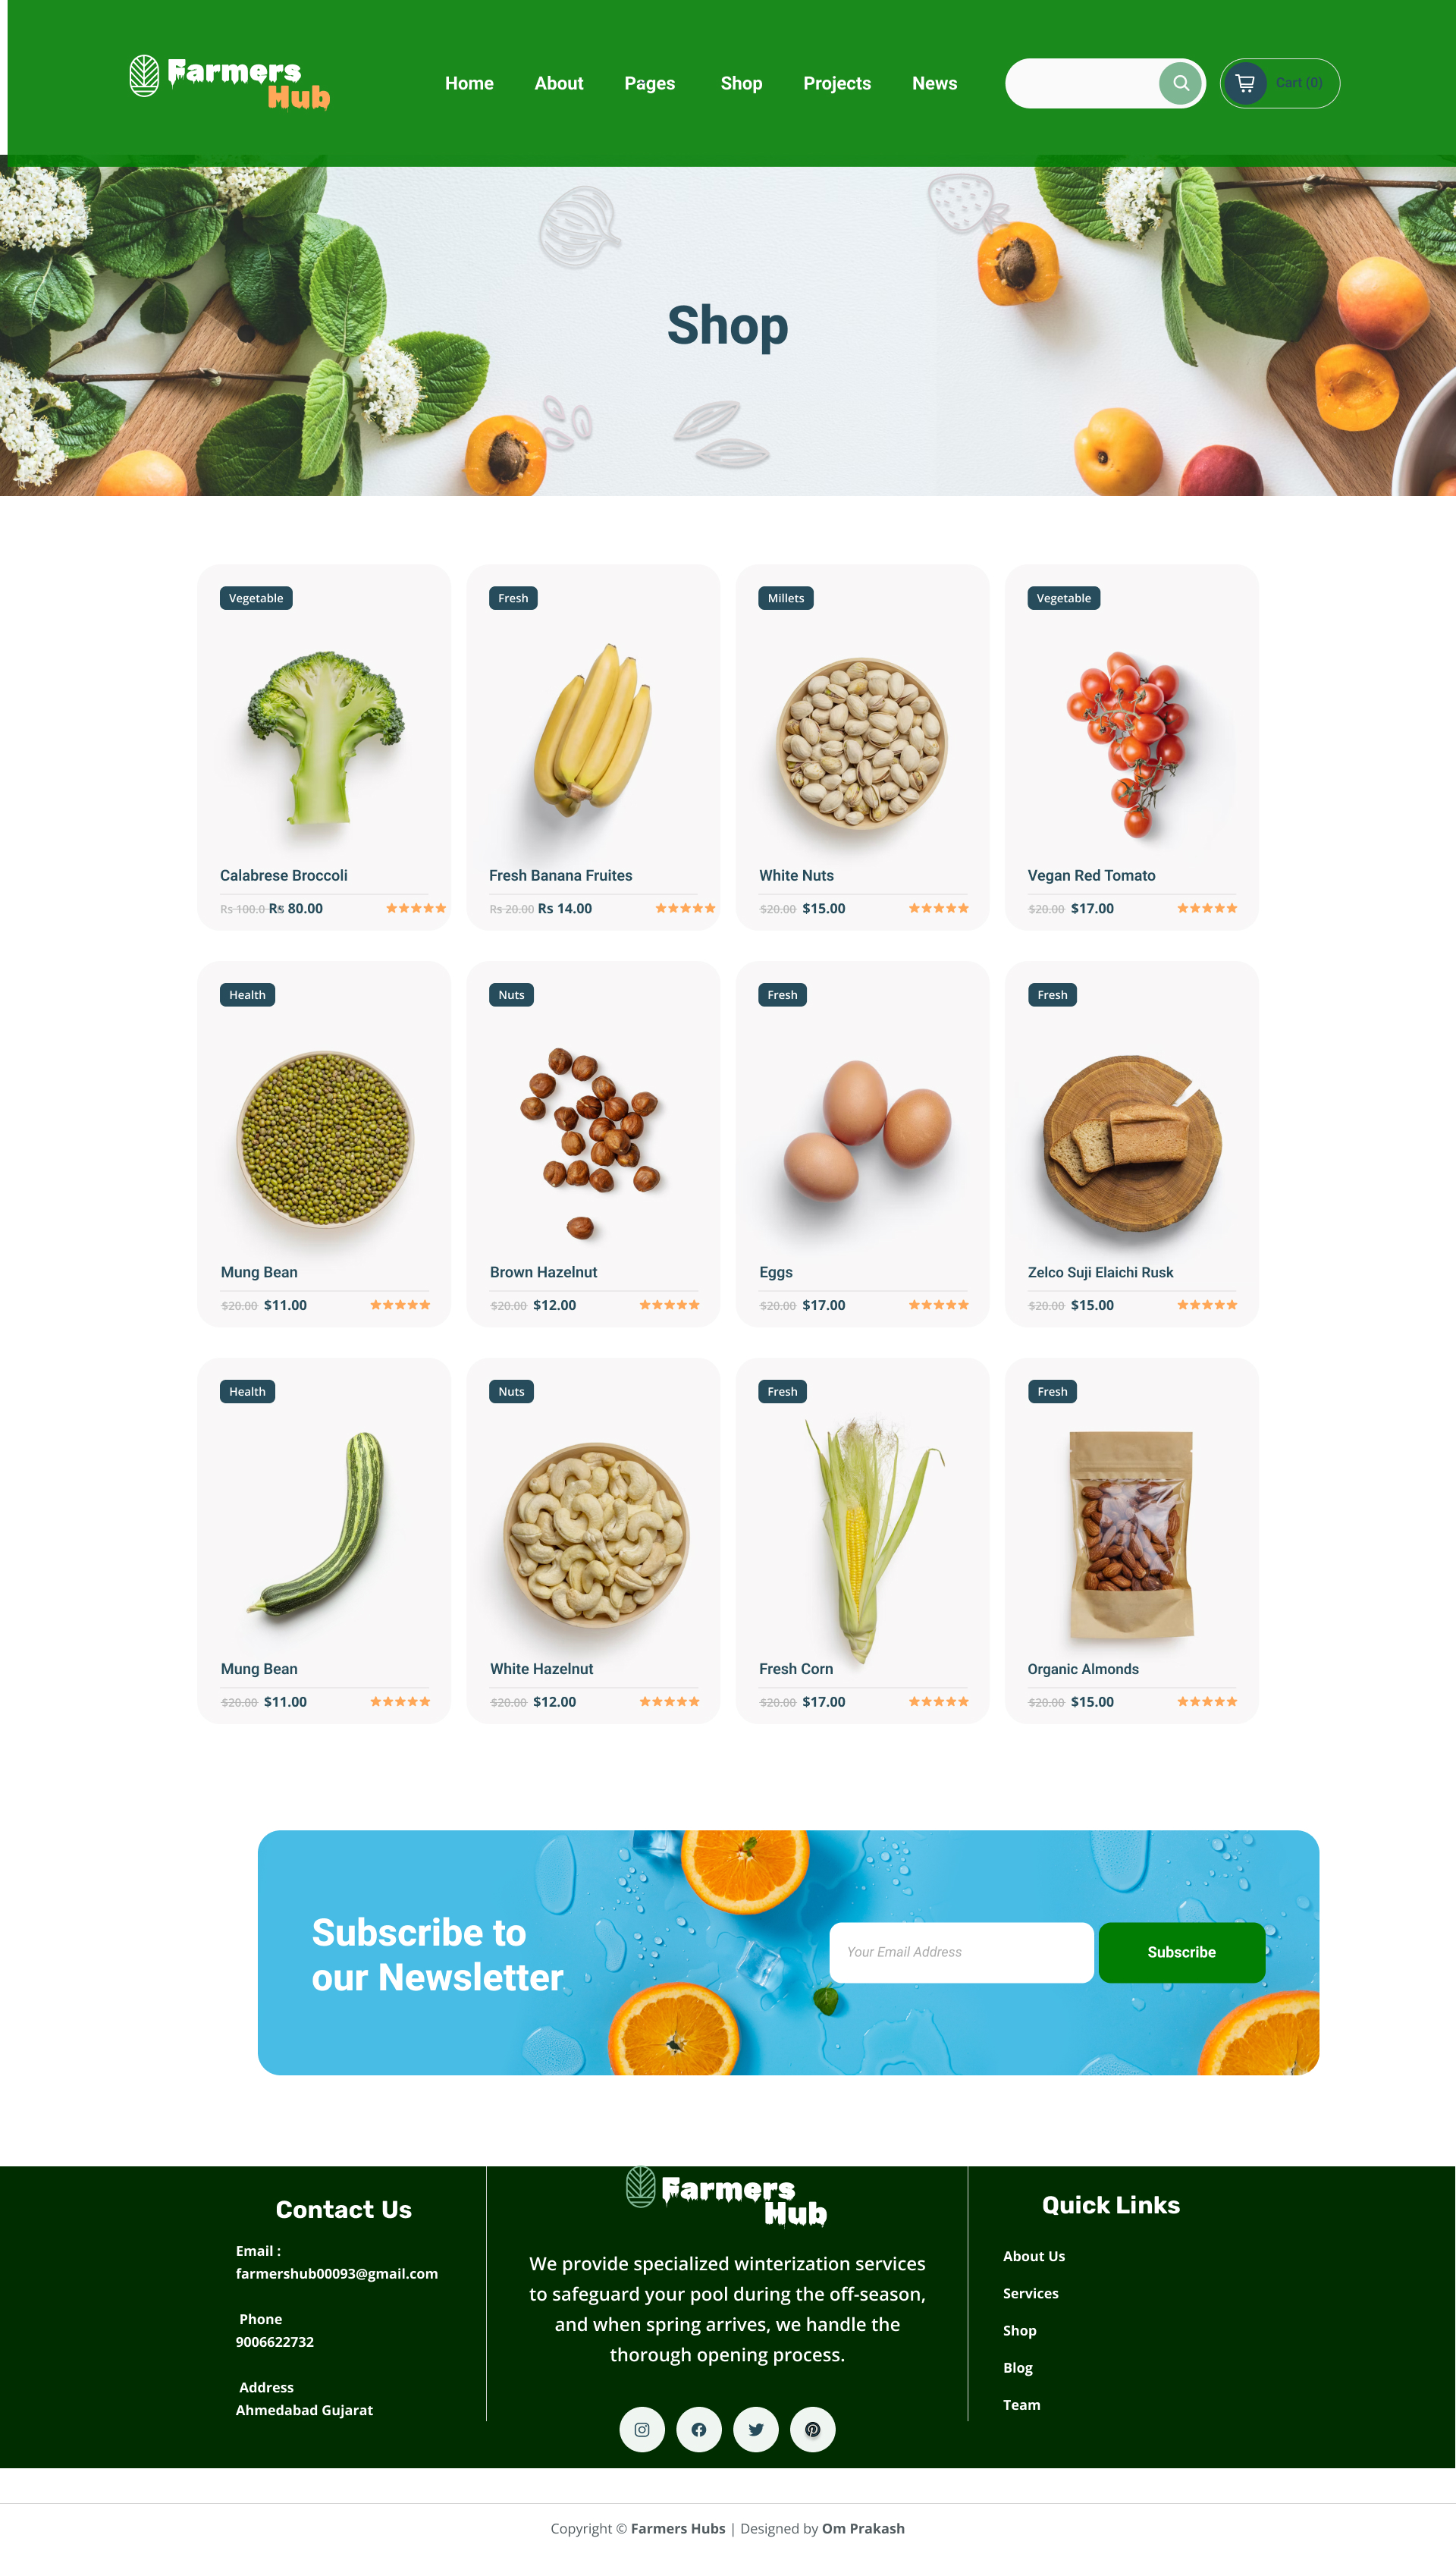 Farmers
Hub
Home About Pages Shop Projects News
Cart (0)
Shop
Vegetable
Fresh
Millets
Vegetable
Calabrese Broccoli
Rs 100.0 Rs 80.00
Fresh Banana Fruites
Rs 20.00 Rs 14.00
White Nuts
$20.00 $15.00
Vegan Red Tomato
$20.00 $17.00
Health
Nuts
Fresh
Fresh
Mung Bean
$20.00 $11.00
Brown Hazelnut
$20.00 $12.00
Eggs
$20.00 $17.00
Zelco Suji Elaichi Rusk
$20.00 $15.00
Health
Nuts
Fresh
Fresh
Mung Bean
$20.00 $11.00
White Hazelnut
$20.00 $12.00
Fresh Corn
$20.00 $17.00
Organic Almonds
$20.00 $15.00
Subscribe to
our Newsletter
Your Email Address
Subscribe
Contact Us
Email :
farmershub00093@gmail.com
Phone
9006622732
Address
Ahmedabad Gujarat
Farmers
Hub
We provide specialized winterization services
to safeguard your pool during the off-season,
and when spring arrives, we handle the
thorough opening process.
Quick Links
About Us
Services
Shop
Blog
Team
Copyright © Farmers Hubs | Designed by Om Prakash